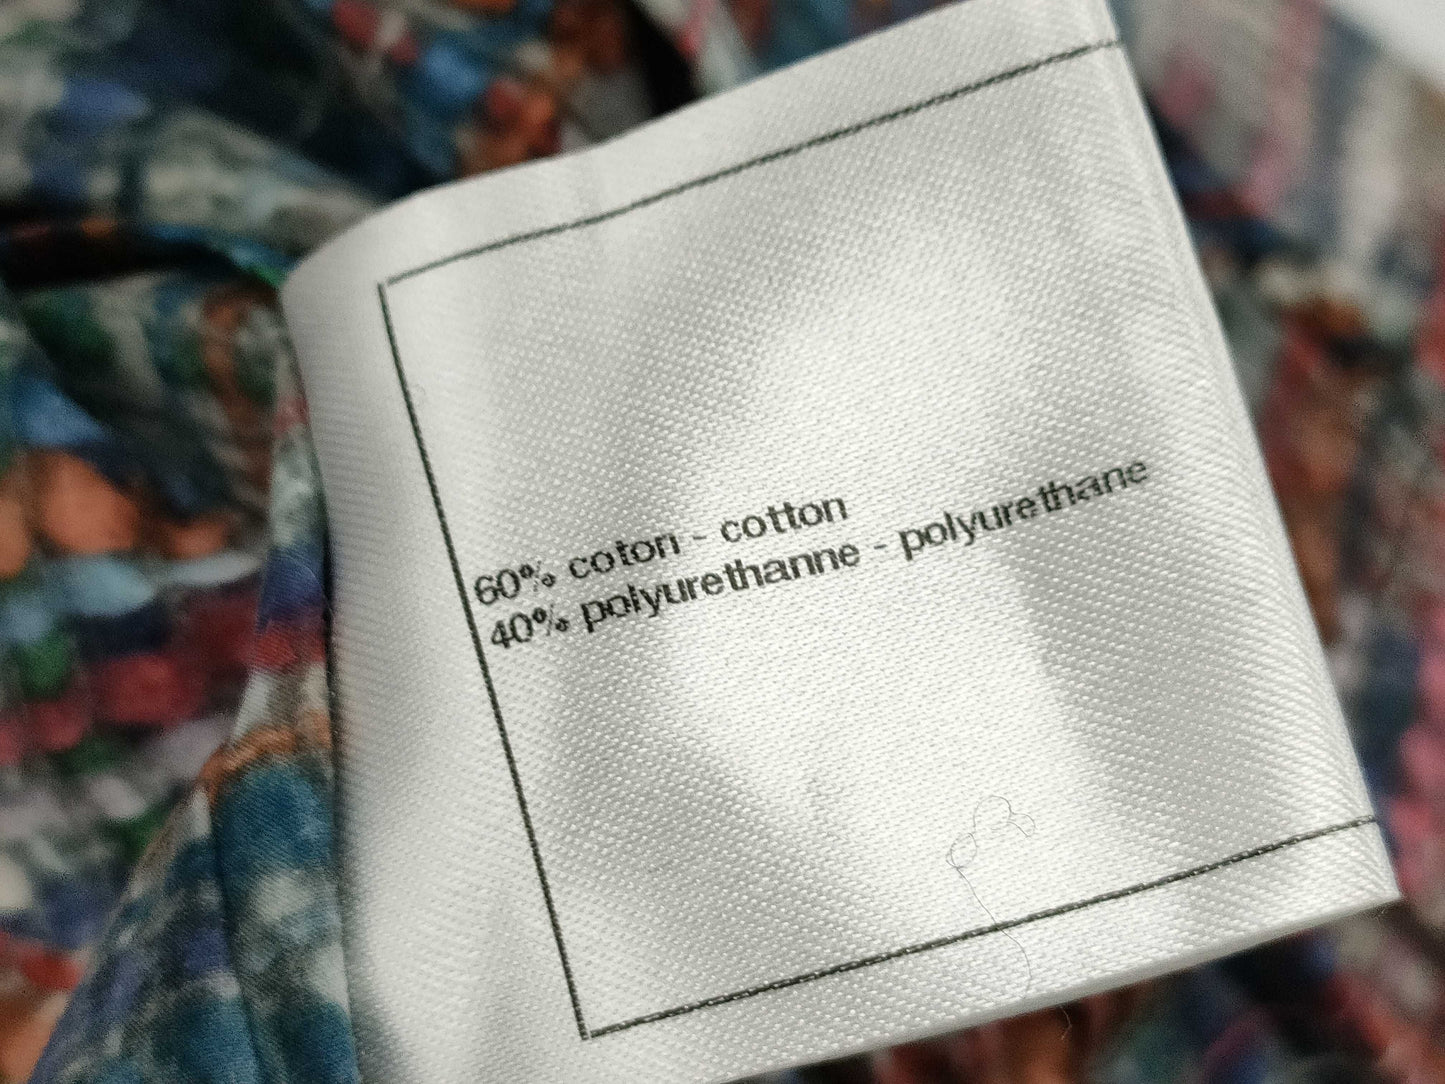 60% coton - cotton
40% polyurethanne - polyurethane